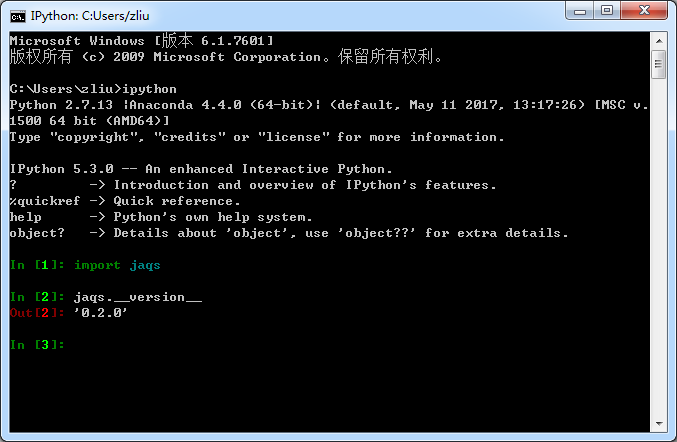 IPython: C:Users/zliu
Microsoft Windows [版本 6.1.7601]
版权所有 (c) 2009 Microsoft Corporation。保留所有权利。
C:\Users\zliu>ipython
Python 2.7.13 |Anaconda 4.4.0 (64-bit)| (default, May 11 2017, 13:17:26) [MSC v.
1500 64 bit (AMD64)]
Type "copyright", "credits" or "license" for more information.
IPython 5.3.0 -- An enhanced Interactive Python.
?         -> Introduction and overview of IPython's features.
%quickref -> Quick reference.
help      -> Python's own help system.
object?   -> Details about 'object', use 'object??' for extra details.
In [1]: import jaqs
In [2]: jaqs.__version__
Out[2]: '0.2.0'
In [3]: